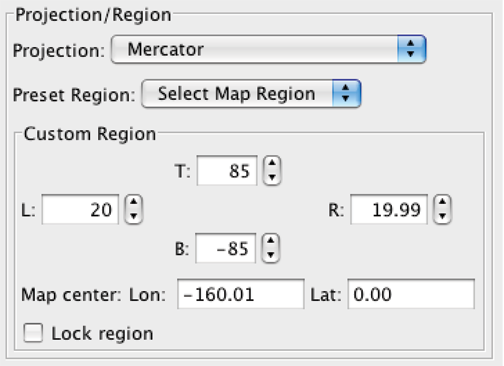 Projection/Region
Projection: Mercator
Preset Region: Select Map Region
Custom Region
T: 85
L: 20 R: 19.99
B: -85
Map center: Lon: -160.01 Lat: 0.00
Lock region